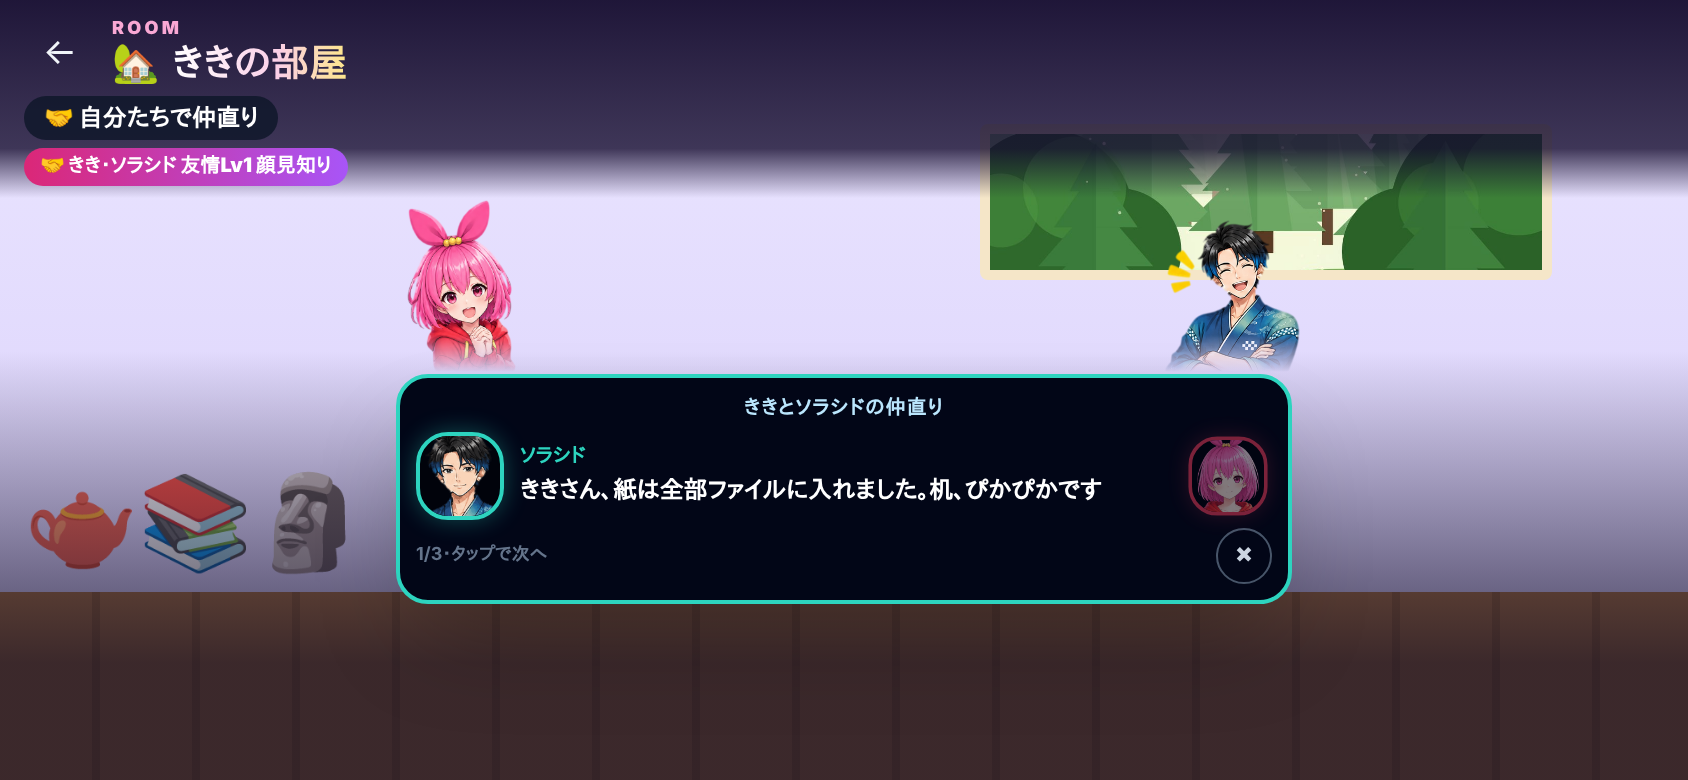 ROOM
🏡 ききの部屋
🤝 自分たちで仲直り
🤝 きき・ソラシド 友情Lv1 顔見知り
ききとソラシドの仲直り
ソラシド
ききさん、紙は全部ファイルに入れました。机、ぴかぴかです
1/3・タップで次へ
✖